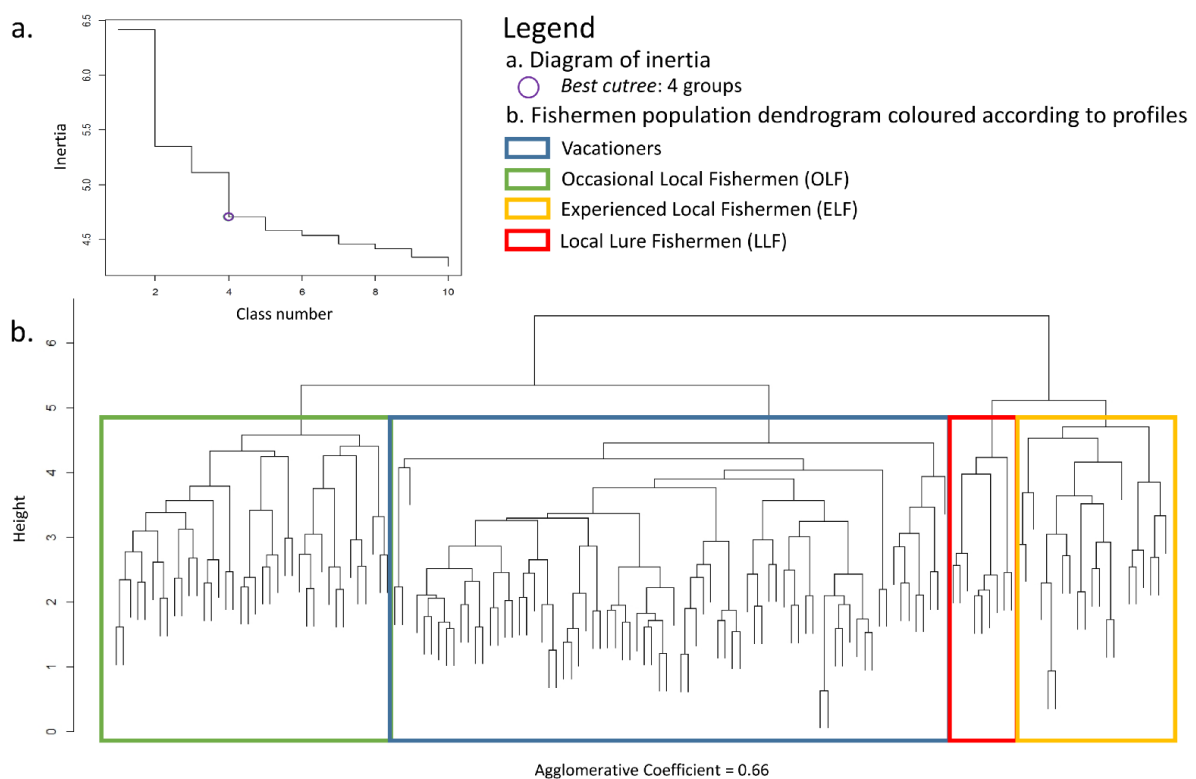 a.
6.5
6.0
5.5
5.0
4.5
Inertia
2
4
6
8
10
Class number
Legend
a. Diagram of inertia
Best cutree: 4 groups
b. Fishermen population dendrogram coloured according to profiles
Vacationers
Occasional Local Fishermen (OLF)
Experienced Local Fishermen (ELF)
Local Lure Fishermen (LLF)
b.
6
5
4
3
2
1
0
Height
Agglomerative Coefficient = 0.66